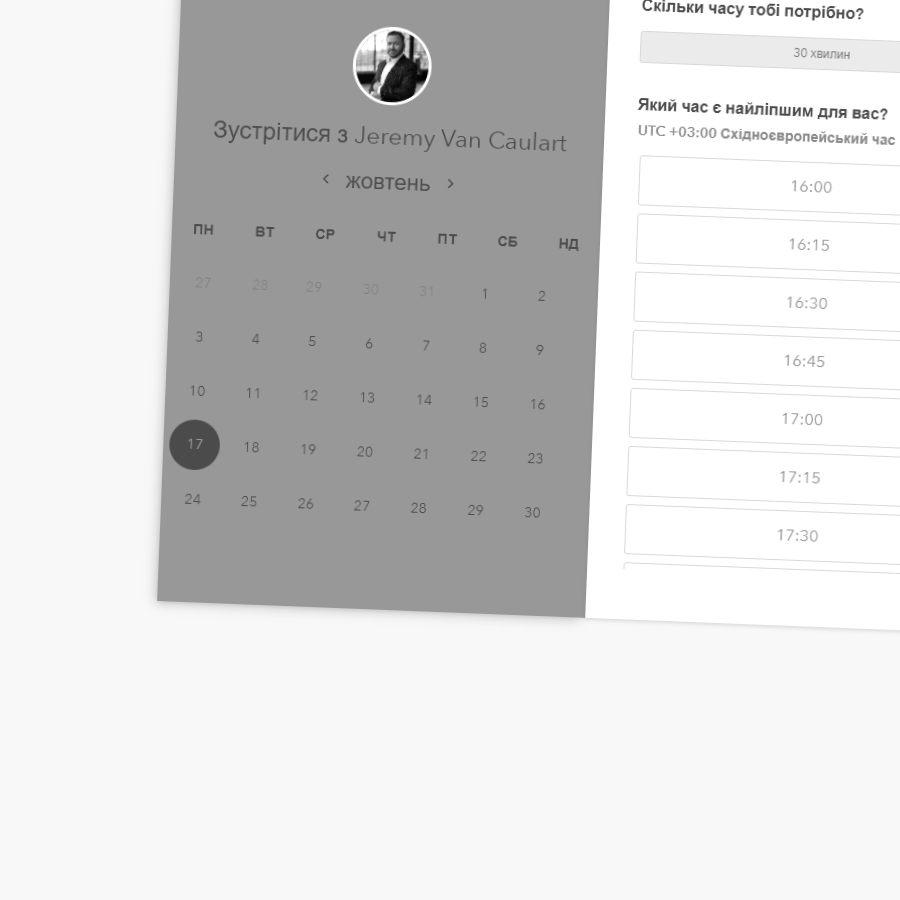 Зустрітися з Jeremy Van Caulart
жовтень
ПН ВТ СР ЧТ ПТ СБ НД
27 28 29 30 31 1 2
3 4 5 6 7 8 9
10 11 12 13 14 15 16
17 18 19 20 21 22 23
24 25 26 27 28 29 30
Скільки часу тобі потрібно?
30 хвилин
Який час є найліпшим для вас?
UTC +03:00 Східноєвропейський час
16:00
16:15
16:30
16:45
17:00
17:15
17:30